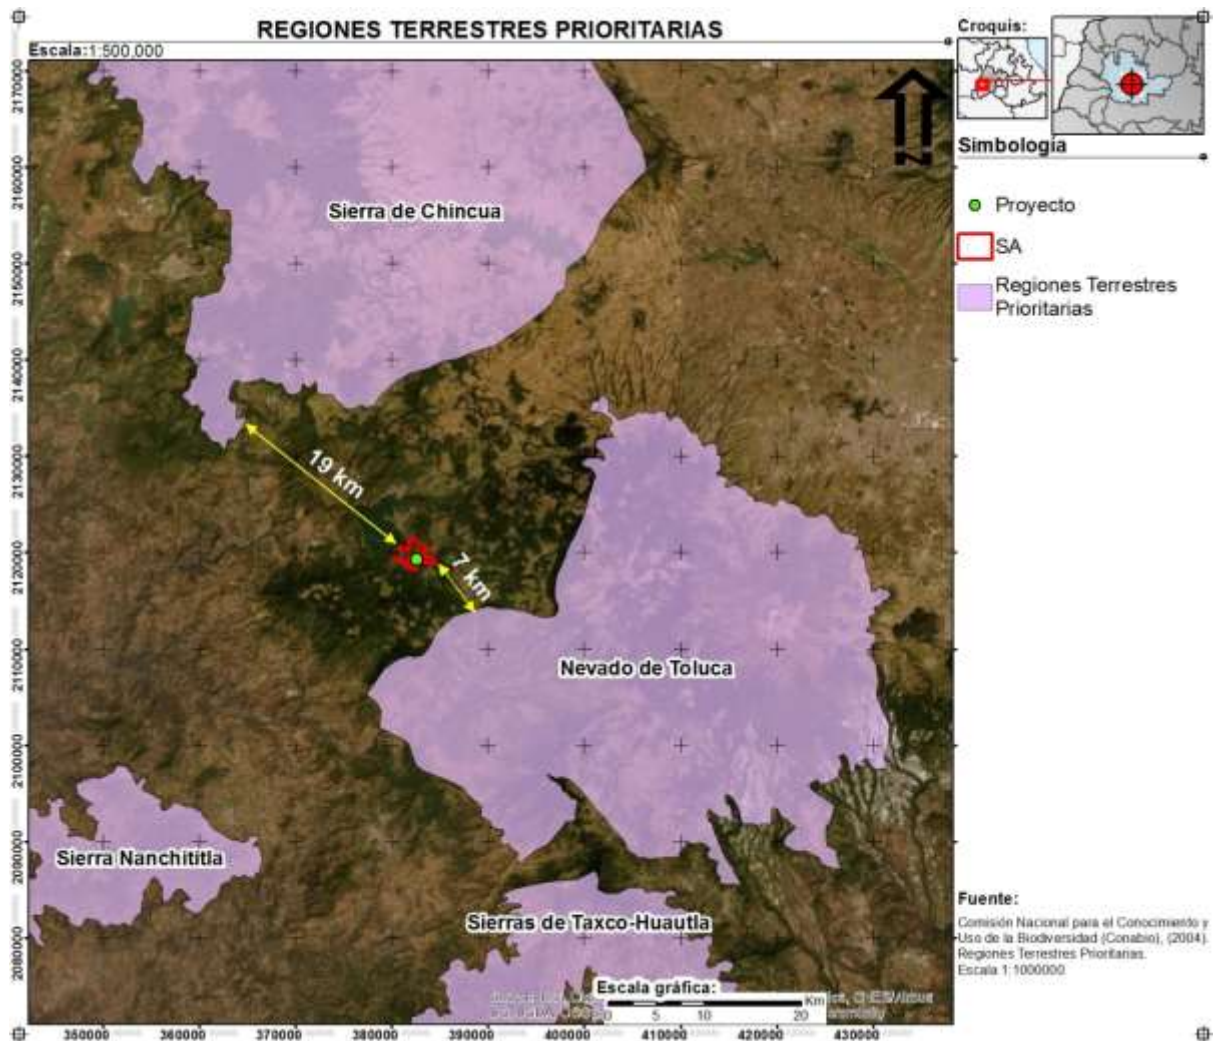 REGIONES TERRESTRES PRIORITARIAS
Escala:1:500,000
Croquis:
Simbología
Proyecto
SA
Regiones Terrestres
Prioritarias
N
Sierra de Chincua
19 km
7 km
Nevado de Toluca
Sierra Nanchititla
Sierras de Taxco-Huautla
Escala gráfica:
Km
0 5 10 20
2170000
2160000
2150000
2140000
2130000
2120000
2110000
2100000
2090000
2080000
350000 360000 370000 380000 390000 400000 410000 420000 430000
Fuente:
Comisión Nacional para el Conocimiento y
Uso de la Biodiversidad (Conabio), (2004).
Regiones Terrestres Prioritarias.
Escala 1:1000000